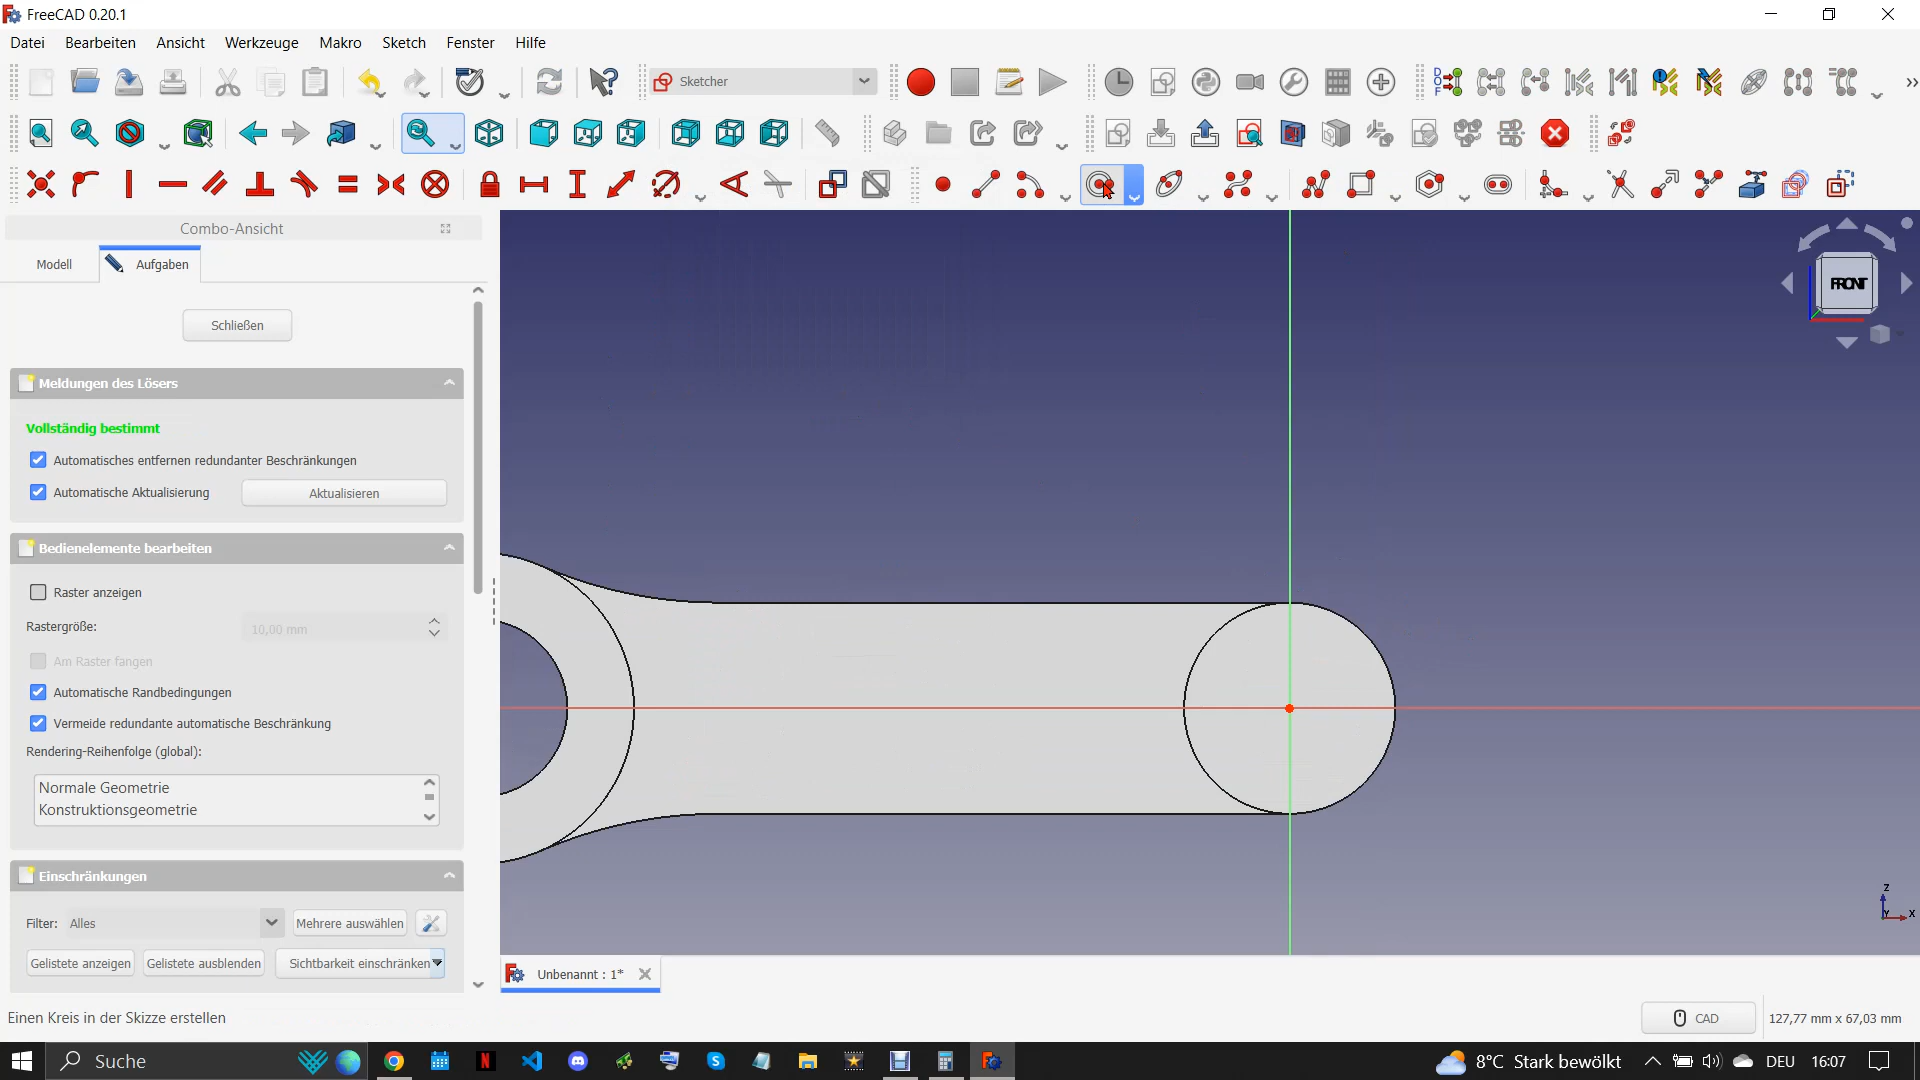 FreeCAD 0.20.1
Datei Bearbeiten Ansicht Werkzeuge Makro Sketch Fenster Hilfe
Sketcher
DOF
Combo-Ansicht
Modell Aufgaben
Schließen
Meldungen des Lösers
Vollständig bestimmt
Automatisches entfernen redundanter Beschränkungen
Automatische Aktualisierung Aktualisieren
Bedienelemente bearbeiten
Raster anzeigen
Rastergröße: 10,00 mm
Am Raster fangen
Automatische Randbedingungen
Vermeide redundante automatische Beschränkung
Rendering-Reihenfolge (global):
Normale Geometrie
Konstruktionsgeometrie
Einschränkungen
Filter: Alles Mehrere auswählen
Gelistete anzeigen Gelistete ausblenden Sichtbarkeit einschränken
FRONT
Z
Y X
Unbenannt : 1*
Einen Kreis in der Skizze erstellen
CAD 127,77 mm x 67,03 mm
Suche
8°C Stark bewölkt DEU 16:07